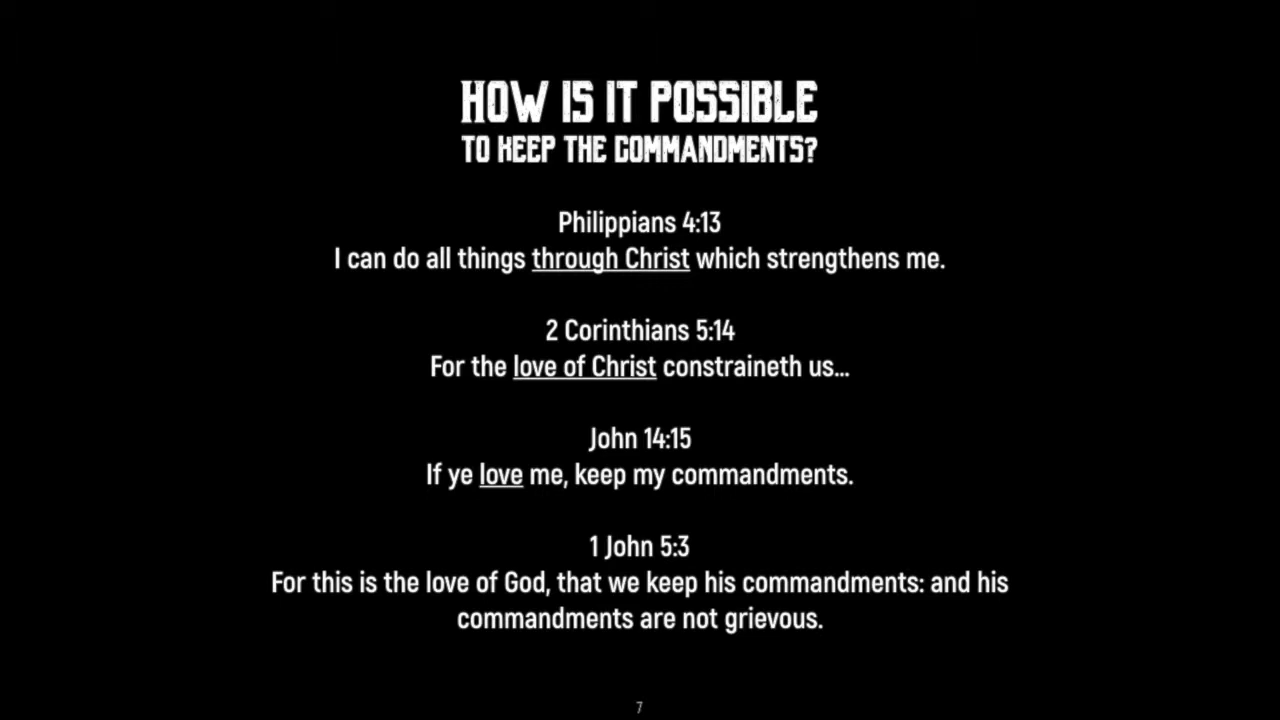 HOW IS IT POSSIBLE
TO KEEP THE COMMANDMENTS?
Philippians 4:13
I can do all things through Christ which strengthens me.
2 Corinthians 5:14
For the love of Christ constraineth us...
John 14:15
If ye love me, keep my commandments.
1 John 5:3
For this is the love of God, that we keep his commandments: and his
commandments are not grievous.
7